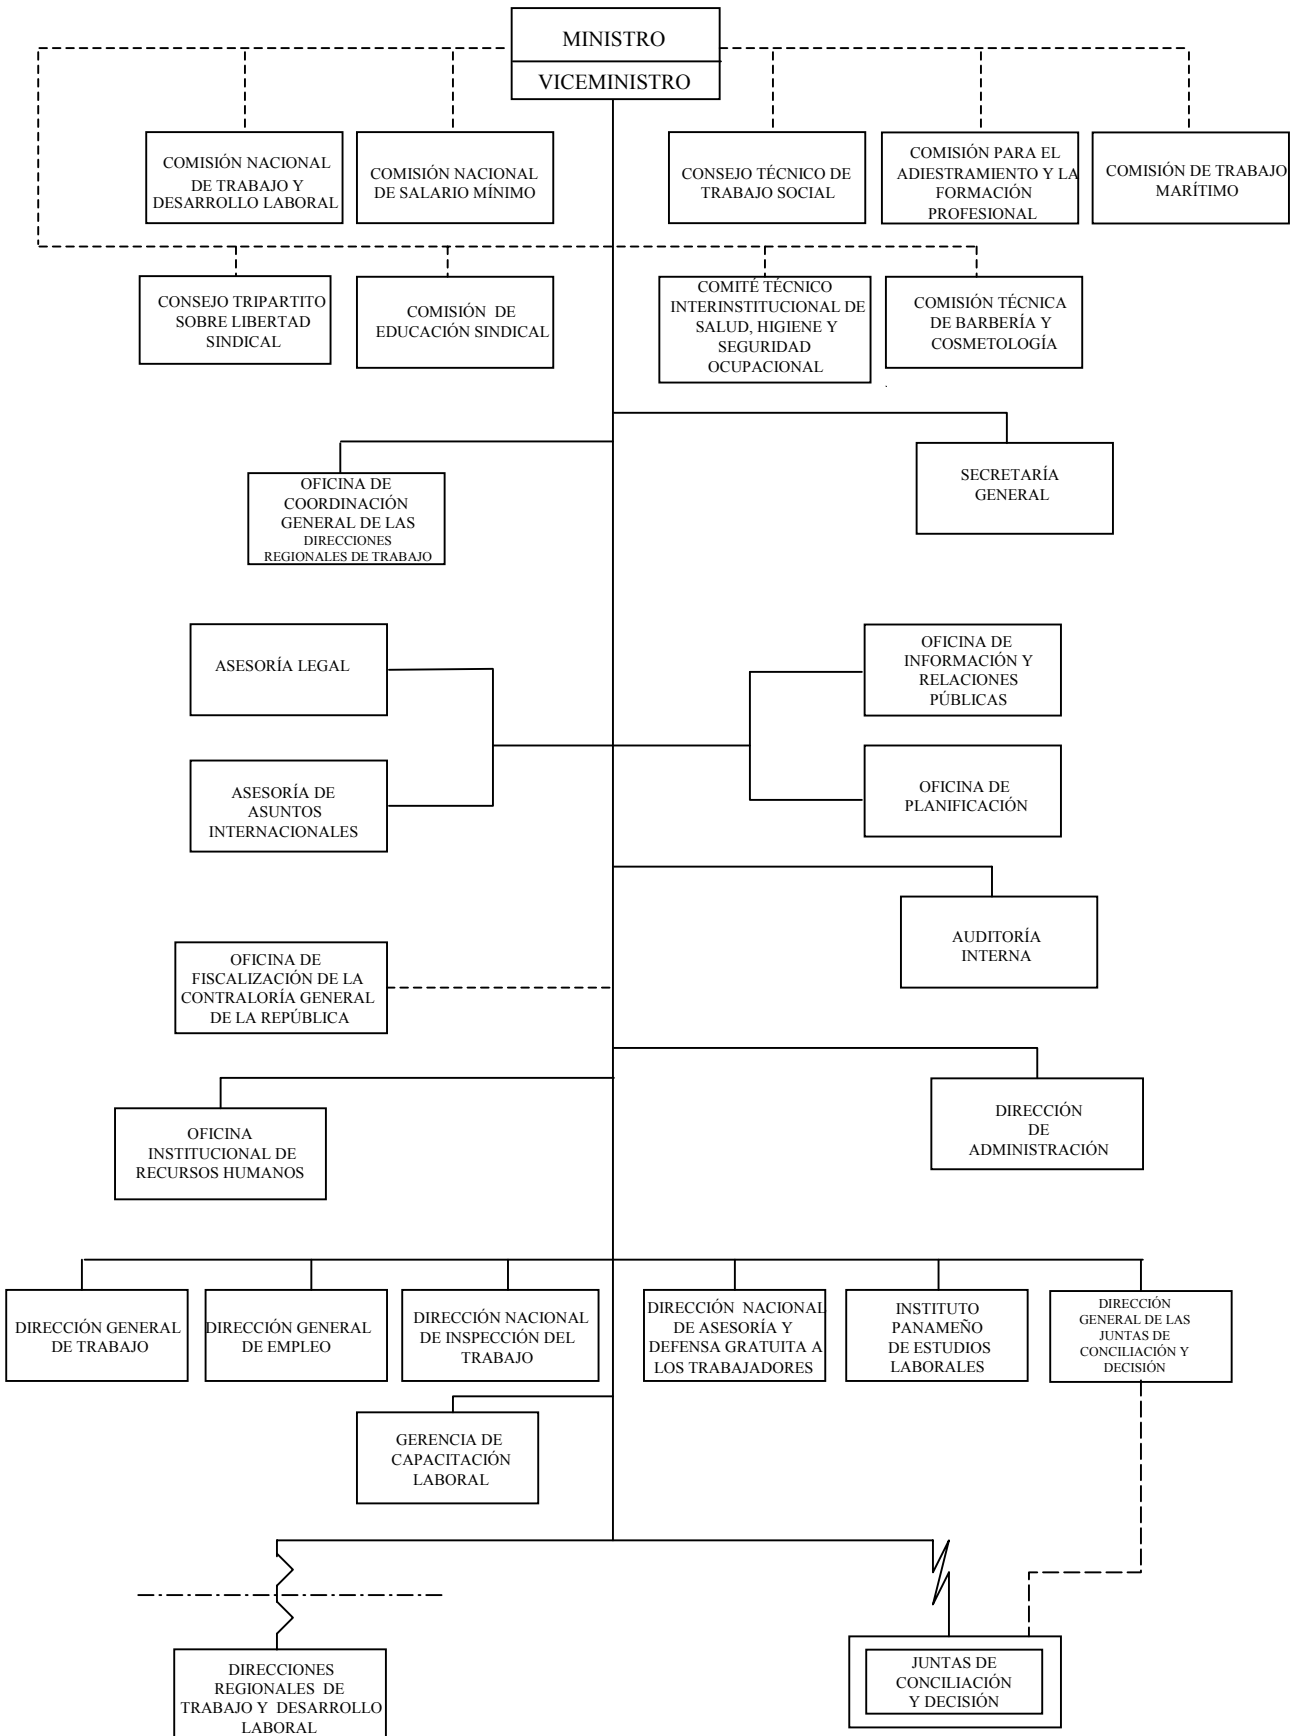 MINISTRO
VICEMINISTRO
COMISIÓN NACIONAL
DE TRABAJO Y
DESARROLLO LABORAL
COMISIÓN NACIONAL
DE SALARIO MÍNIMO
CONSEJO TÉCNICO DE
TRABAJO SOCIAL
COMISIÓN PARA EL
ADIESTRAMIENTO Y LA
FORMACIÓN
PROFESIONAL
COMISIÓN DE TRABAJO
MARÍTIMO
CONSEJO TRIPARTITO
SOBRE LIBERTAD
SINDICAL
COMISIÓN DE
EDUCACIÓN SINDICAL
COMITÉ TÉCNICO
INTERINSTITUCIONAL DE
SALUD, HIGIENE Y
SEGURIDAD
OCUPACIONAL
COMISIÓN TÉCNICA
DE BARBERÍA Y
COSMETOLOGÍA
OFICINA DE
COORDINACIÓN
GENERAL DE LAS
DIRECCIONES
REGIONALES DE TRABAJO
SECRETARÍA
GENERAL
ASESORÍA LEGAL
OFICINA DE
INFORMACIÓN Y
RELACIONES
PÚBLICAS
ASESORÍA DE
ASUNTOS
INTERNACIONALES
OFICINA DE
PLANIFICACIÓN
AUDITORÍA
INTERNA
OFICINA DE
FISCALIZACIÓN DE LA
CONTRALORÍA GENERAL
DE LA REPÚBLICA
OFICINA
INSTITUCIONAL DE
RECURSOS HUMANOS
DIRECCIÓN
DE
ADMINISTRACIÓN
DIRECCIÓN GENERAL
DE TRABAJO
DIRECCIÓN GENERAL
DE EMPLEO
DIRECCIÓN NACIONAL
DE INSPECCIÓN DEL
TRABAJO
DIRECCIÓN NACIONAL
DE ASESORÍA Y
DEFENSA GRATUITA A
LOS TRABAJADORES
INSTITUTO
PANAMEÑO
DE ESTUDIOS
LABORALES
DIRECCIÓN
GENERAL DE LAS
JUNTAS DE
CONCILIACIÓN Y
DECISIÓN
GERENCIA DE
CAPACITACIÓN
LABORAL
DIRECCIONES
REGIONALES DE
TRABAJO Y DESARROLLO
LABORAL
JUNTAS DE
CONCILIACIÓN
Y DECISIÓN